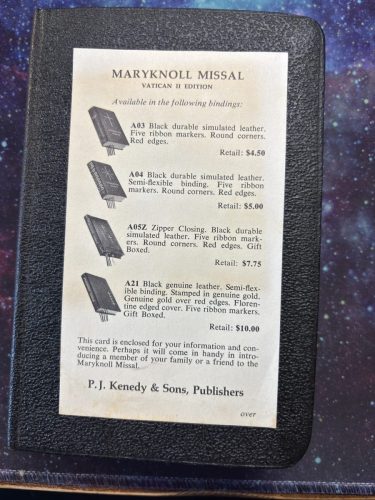 MARYKNOLL MISSAL
VATICAN II EDITION
Available in the following bindings:
A03 Black durable simulated leather.
Five ribbon markers. Round corners.
Red edges.
Retail: $4.50
A04 Black durable simulated leather.
Semi-flexible binding. Five ribbon
markers. Round corners. Red edges.
Retail: $5.00
A05Z Zipper Closing. Black durable
simulated leather. Five ribbon mark-
ers. Round corners. Red edges. Gift
Boxed.
Retail: $7.75
A21 Black genuine leather. Semi-flex-
ible binding. Stamped in genuine gold.
Genuine gold over red edges. Floren-
tine edged cover. Five ribbon markers.
Gift Boxed.
Retail: $10.00
This card is enclosed for your information and con-
venience. Perhaps it will come in handy in intro-
ducing a member of your family or a friend to the
Maryknoll Missal.
P. J. Kenedy & Sons, Publishers
over